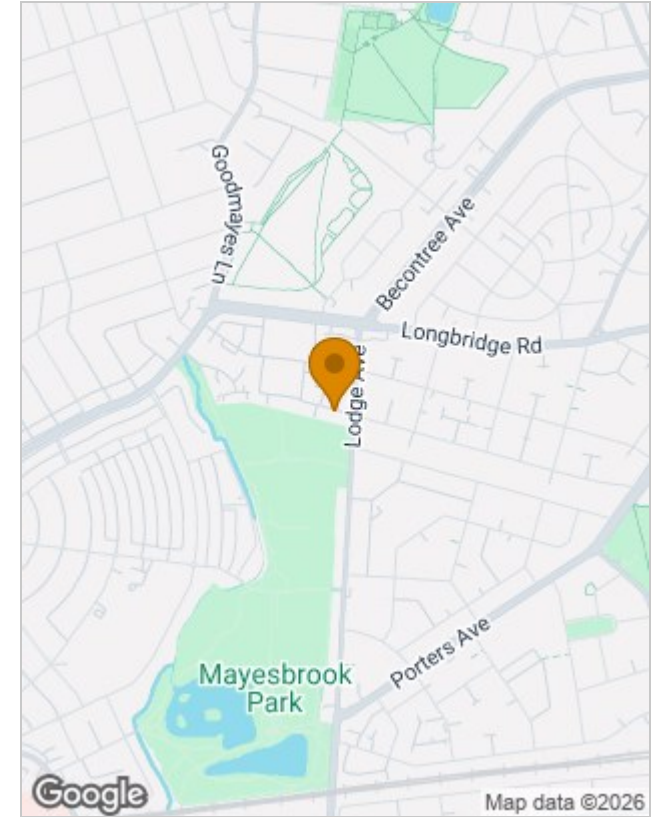 Goodmayes Ln
Becontree Ave
Longbridge Rd
Lodge Ave
Porters Ave
Mayesbrook
Park
Google
Map data ©2026